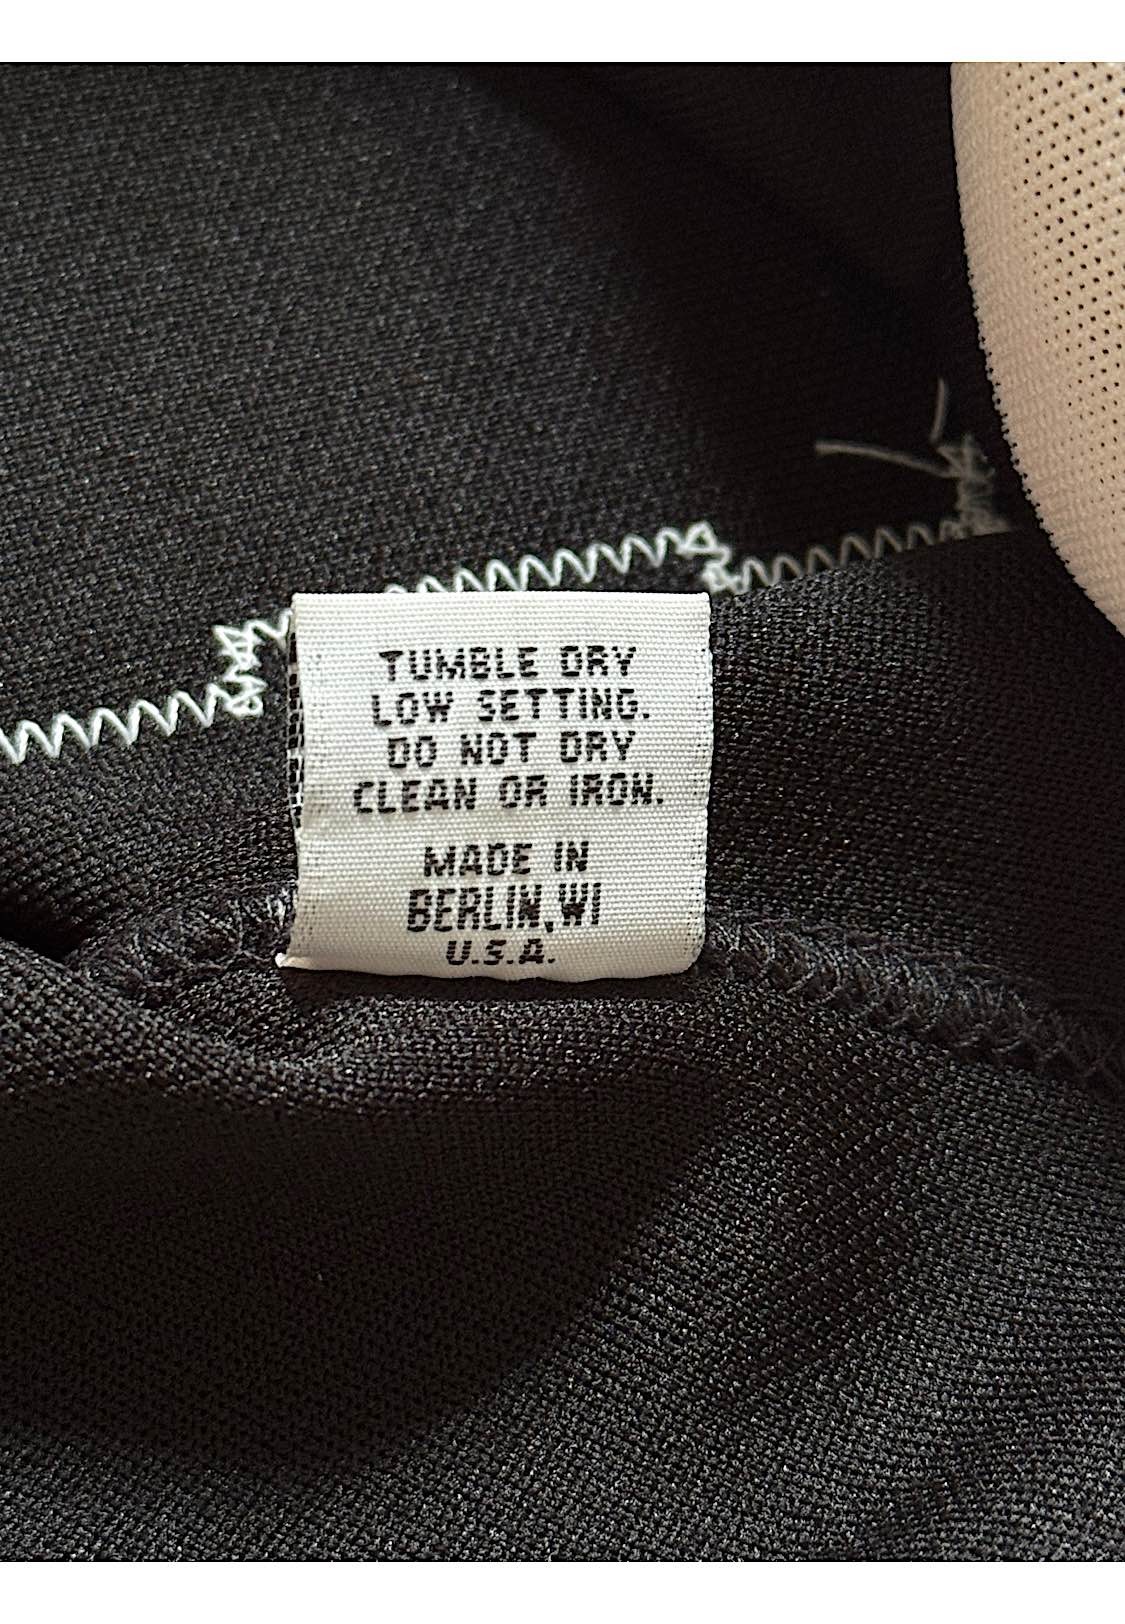 TUMBLE DRY
LOW SETTING.
DO NOT DRY
CLEAN OR IRON.
MADE IN
BERLIN,WI
U.S.A.